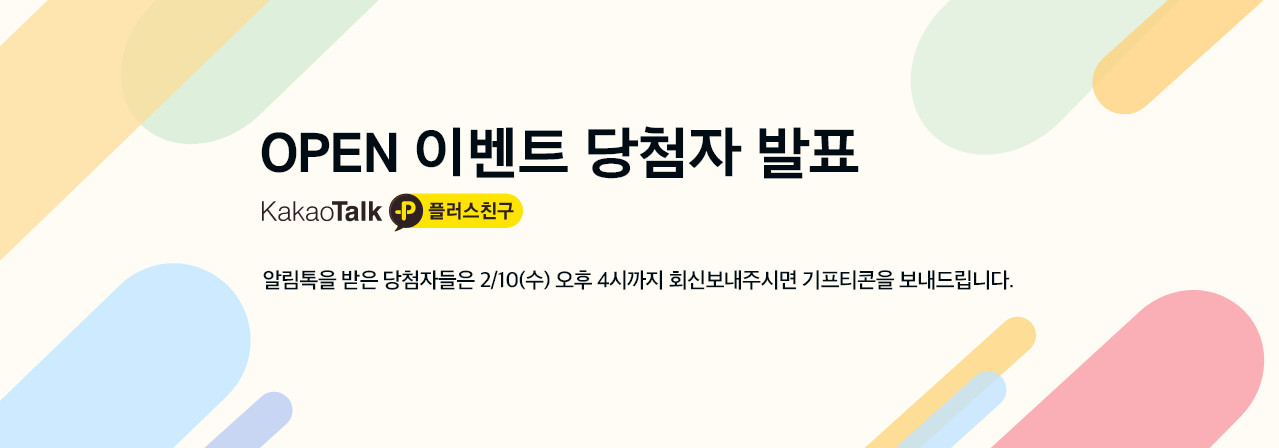 OPEN 이벤트 당첨자 발표
KakaoTalk P 플러스친구
알림톡을 받은 당첨자들은 2/10(수) 오후 4시까지 회신보내주시면 기프티콘을 보내드립니다.